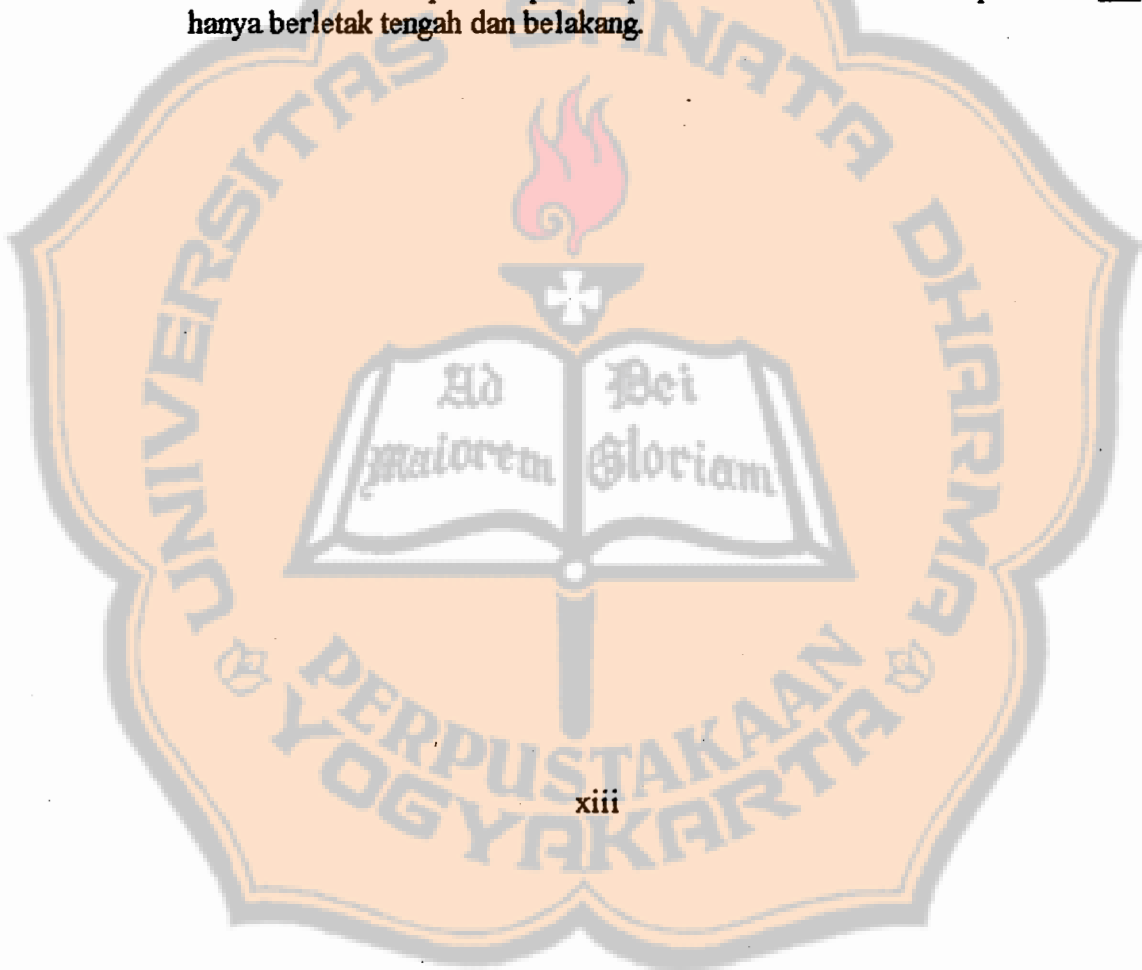 hanya berletak tengah dan belakang.
UNIVERSITAS SANATA DHARMA
Ad Dei
Maiorem Gloriam
PERPUSTAKAAN
YOGYAKARTA
xiii